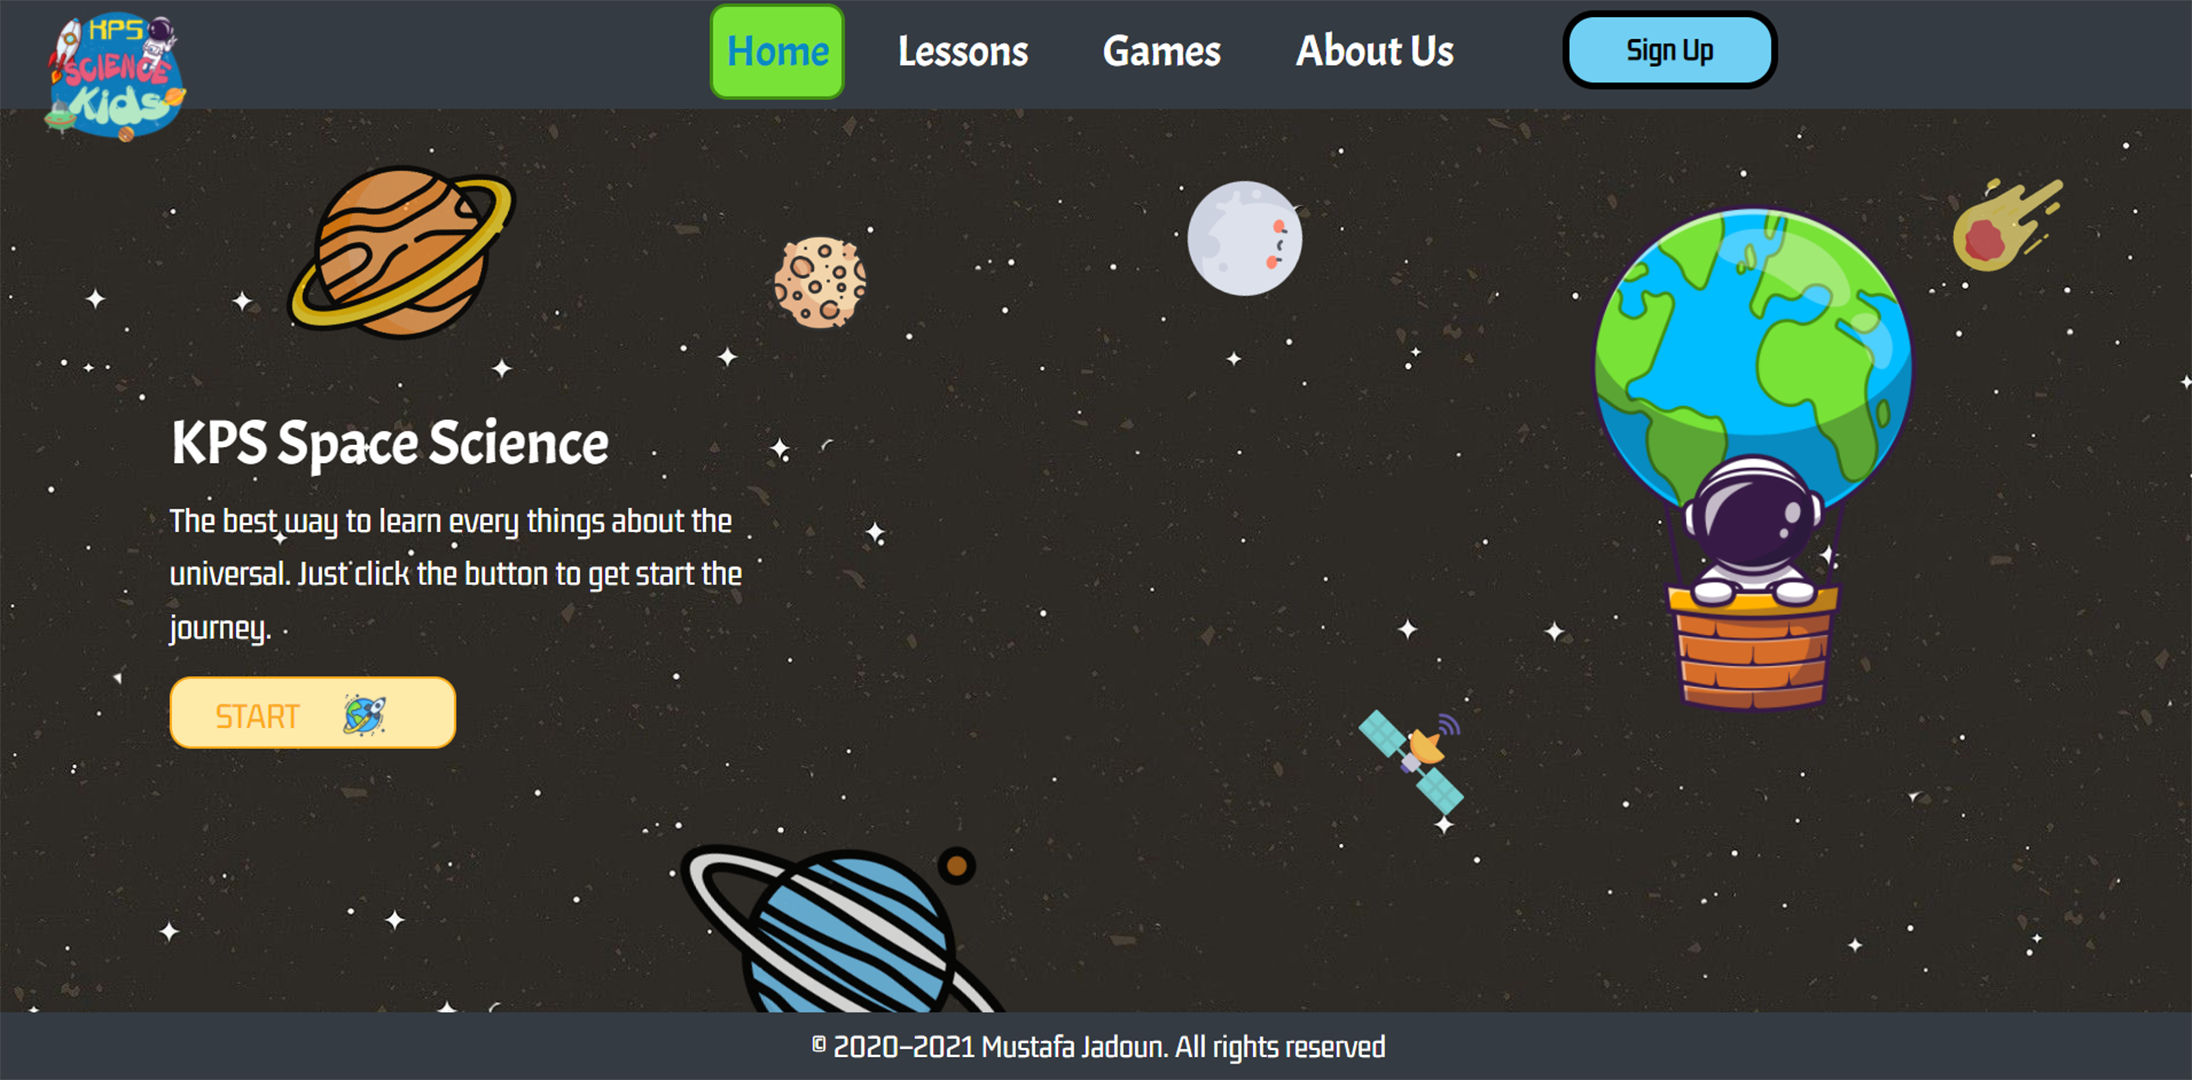 KPS
SCIENCE
Kids
Home Lessons Games About Us Sign Up
KPS Space Science
The best way to learn every things about the
universal. Just click the button to get start the
journey.
START
© 2020-2021 Mustafa Jadoun. All rights reserved